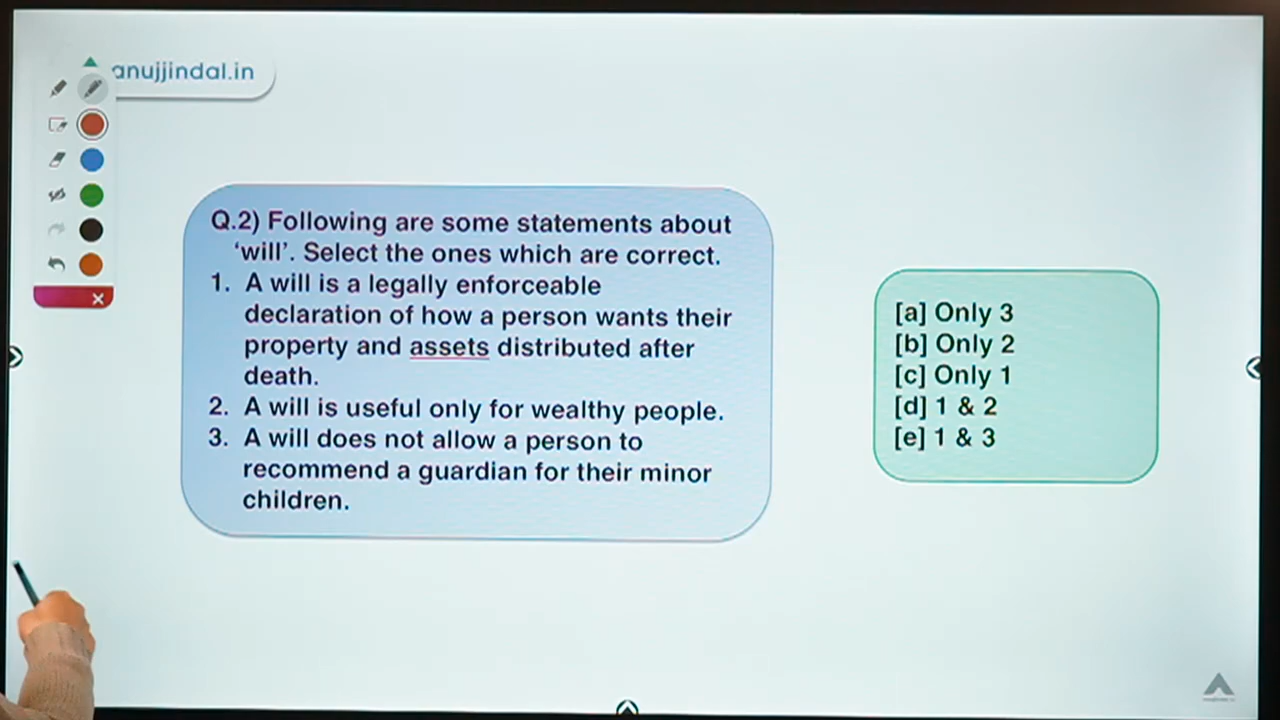 anujjindal.in
Q.2) Following are some statements about
‘will’. Select the ones which are correct.
1. A will is a legally enforceable
declaration of how a person wants their
property and assets distributed after
death.
2. A will is useful only for wealthy people.
3. A will does not allow a person to
recommend a guardian for their minor
children.
[a] Only 3
[b] Only 2
[c] Only 1
[d] 1 & 2
[e] 1 & 3